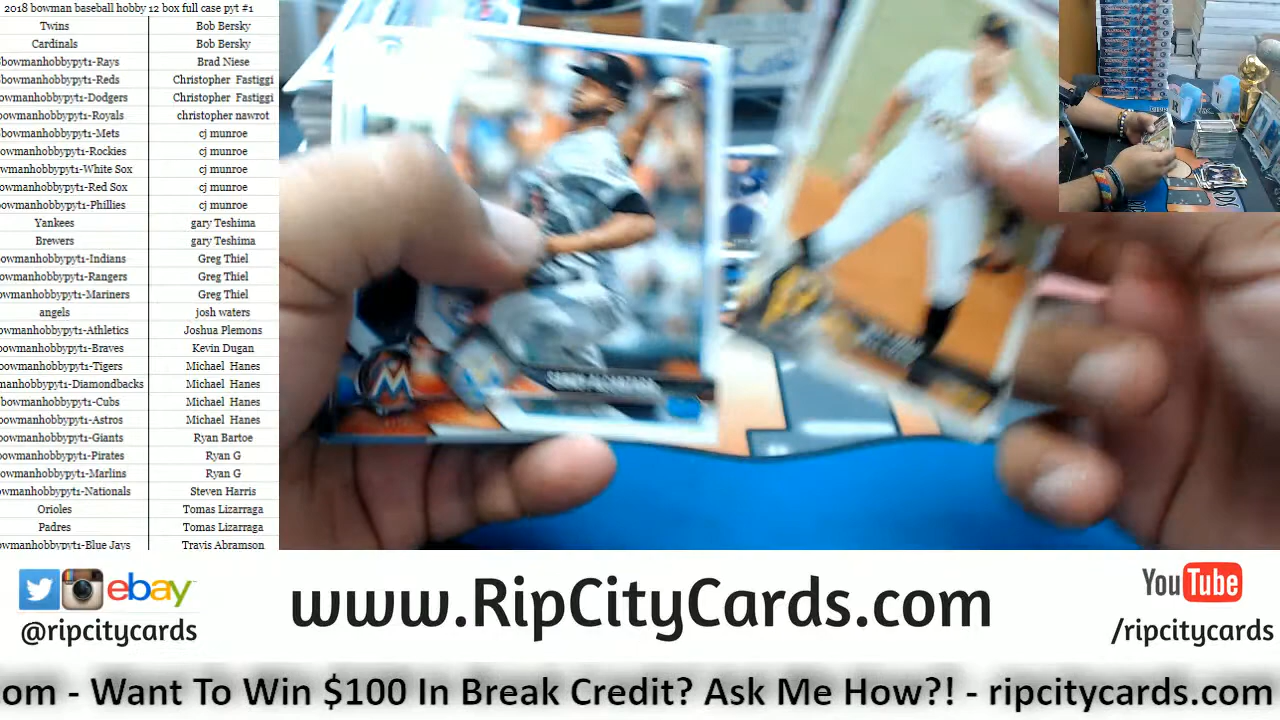 2018 bowman baseball hobby 12 box full case pyt #1
Twins Bob Bersky
Cardinals Bob Bersky
bowmanhobbypyt1-Rays Brad Niese
bowmanhobbypyt1-Reds Christopher Fastiggi
owmanhobbypyt1-Dodgers Christopher Fastiggi
owmanhobbypyt1-Royals christopher nawrot
bowmanhobbypyt1-Mets cj munroe
owmanhobbypyt1-Rockies cj munroe
wmanhobbypyt1-White Sox cj munroe
owmanhobbypyt1-Red Sox cj munroe
owmanhobbypyt1-Phillies cj munroe
Yankees gary Teshima
Brewers gary Teshima
owmanhobbypyt1-Indians Greg Thiel
owmanhobbypyt1-Rangers Greg Thiel
owmanhobbypyt1-Mariners Greg Thiel
angels josh waters
owmanhobbypyt1-Athletics Joshua Plemons
owmanhobbypyt1-Braves Kevin Dugan
owmanhobbypyt1-Tigers Michael Hanes
manhobbypyt1-Diamondbacks Michael Hanes
bowmanhobbypyt1-Cubs Michael Hanes
owmanhobbypyt1-Astros Michael Hanes
owmanhobbypyt1-Giants Ryan Bartoe
owmanhobbypyt1-Pirates Ryan G
owmanhobbypyt1-Marlins Ryan G
wmanhobbypyt1-Nationals Steven Harris
Orioles Tomas Lizarraga
Padres Tomas Lizarraga
owmanhobbypyt1-Blue Jays Travis Abramson
ebay
@ripcitycards
www.RipCityCards.com
YouTube
/ripcitycards
om - Want To Win $100 In Break Credit? Ask Me How?! - ripcitycards.com